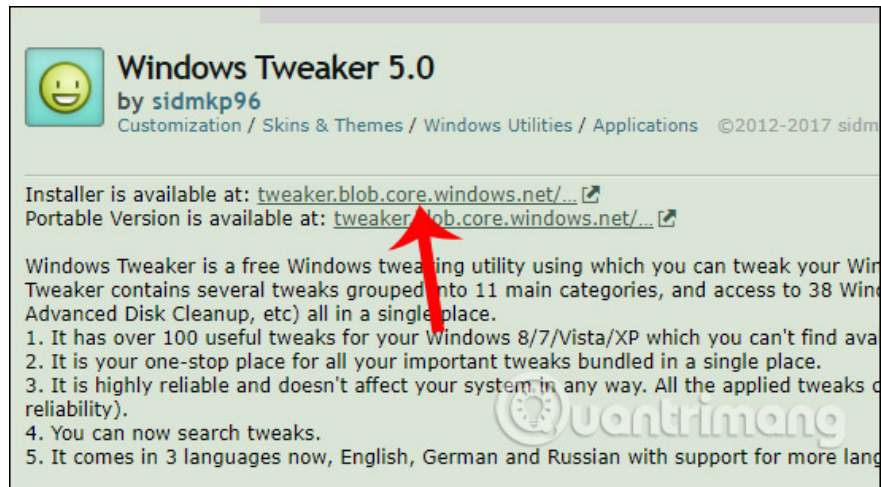 Windows Tweaker 5.0
by sidmkp96
Customization / Skins & Themes / Windows Utilities / Applications ©2012-2017 sidm
Installer is available at: tweaker.blob.core.windows.net/...
Portable Version is available at: tweaker.blob.core.windows.net/...
Windows Tweaker is a free Windows tweaking utility using which you can tweak your Win
Tweaker contains several tweaks grouped into 11 main categories, and access to 38 Wind
Advanced Disk Cleanup, etc) all in a single place.
1. It has over 100 useful tweaks for your Windows 8/7/Vista/XP which you can't find ava
2. It is your one-stop place for all your important tweaks bundled in a single place.
3. It is highly reliable and doesn't affect your system in any way. All the applied tweaks c
reliability).
4. You can now search tweaks.
5. It comes in 3 languages now, English, German and Russian with support for more lang
Quantrimang